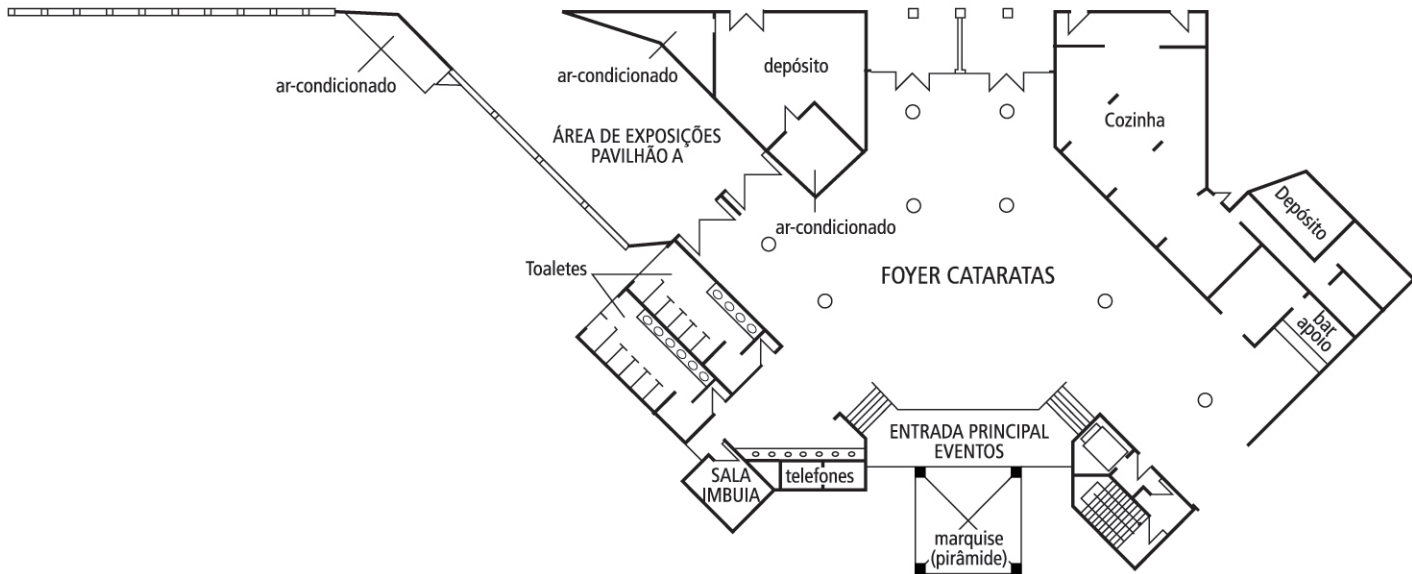 ar-condicionado
ar-condicionado
depósito
ÁREA DE EXPOSIÇÕES
PAVILHÃO A
Cozinha
Depósito
ar-condicionado
Toaletes
FOYER CATARATAS
bar
apoio
ENTRADA PRINCIPAL
EVENTOS
SALA
IMBUIA
telefones
marquise
(pirâmide)